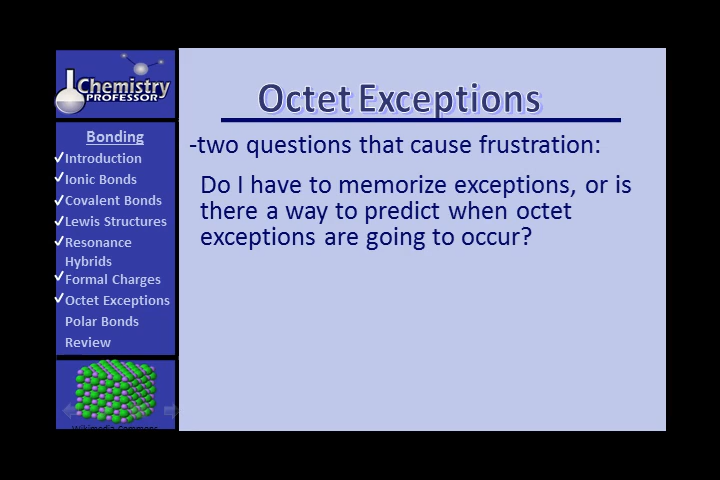 Chemistry
PROFESSOR
Octet Exceptions
Bonding
✓Introduction
✓Ionic Bonds
✓Covalent Bonds
✓Lewis Structures
✓Resonance
Hybrids
✓Formal Charges
✓Octet Exceptions
Polar Bonds
Review
Wikimedia Commons
-two questions that cause frustration:
Do I have to memorize exceptions, or is
there a way to predict when octet
exceptions are going to occur?